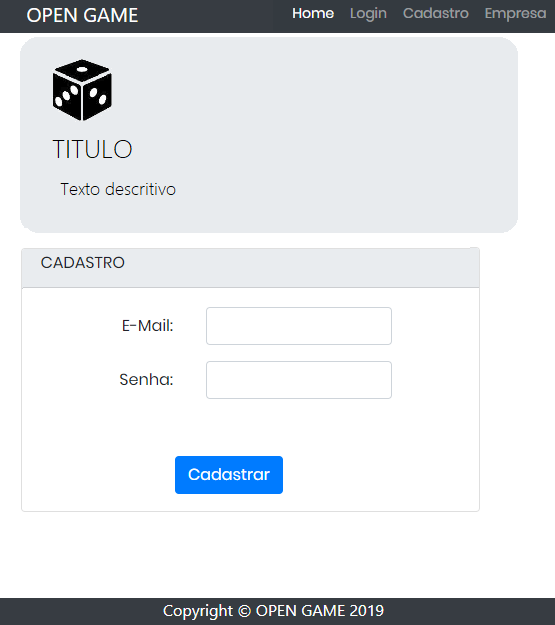 OPEN GAME Home Login Cadastro Empresa
TITULO
Texto descritivo
CADASTRO
E-Mail:
Senha:
Cadastrar
Copyright © OPEN GAME 2019